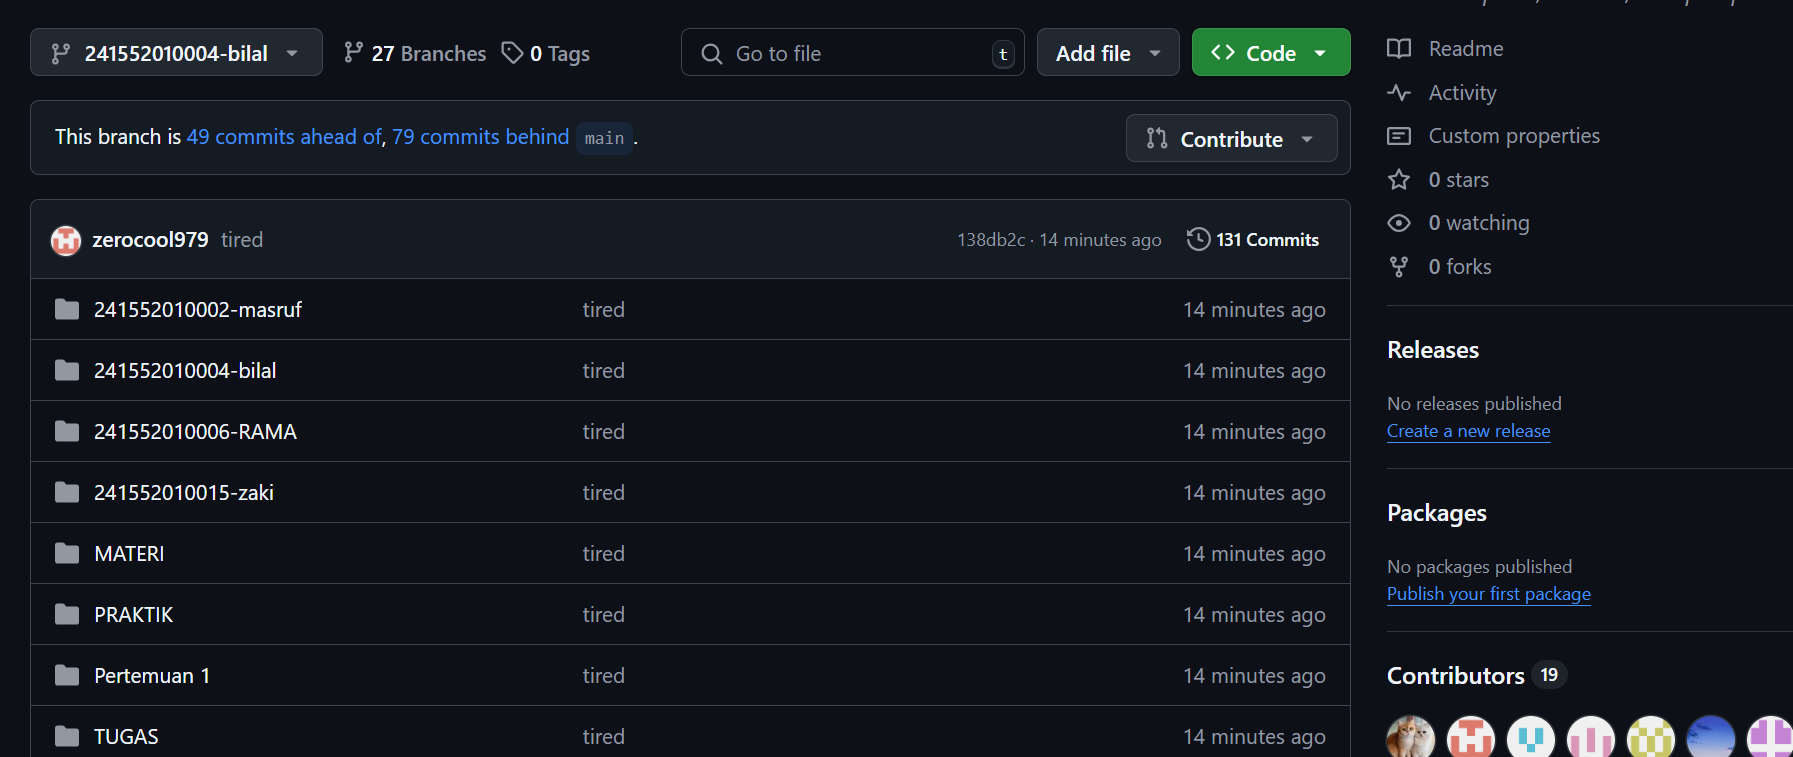 241552010004-bilal 27 Branches 0 Tags Go to file t Add file Code
This branch is 49 commits ahead of, 79 commits behind main .
Contribute
zerocool979 tired 138db2c · 14 minutes ago 131 Commits
241552010002-masruf tired 14 minutes ago
241552010004-bilal tired 14 minutes ago
241552010006-RAMA tired 14 minutes ago
241552010015-zaki tired 14 minutes ago
MATERI tired 14 minutes ago
PRAKTIK tired 14 minutes ago
Pertemuan 1 tired 14 minutes ago
TUGAS tired 14 minutes ago
Readme
Activity
Custom properties
0 stars
0 watching
0 forks
Releases
No releases published
Create a new release
Packages
No packages published
Publish your first package
Contributors 19